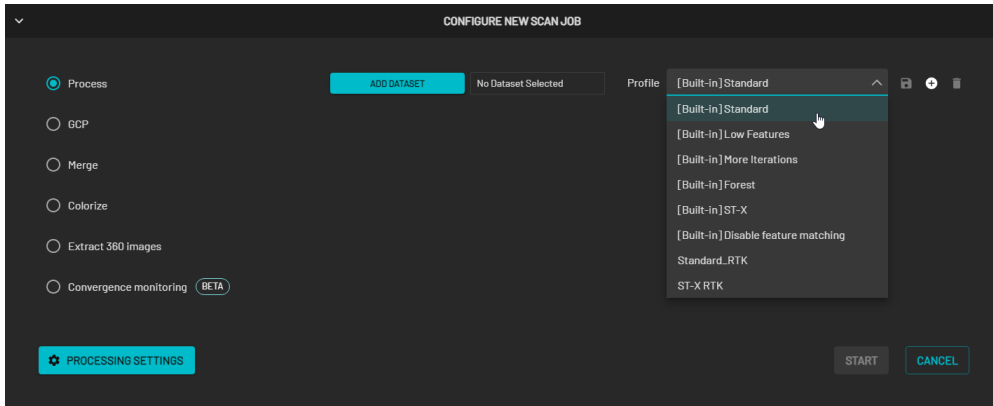 CONFIGURE NEW SCAN JOB
Process
ADD DATASET
No Dataset Selected
Profile
[Built-in] Standard
[Built-in] Standard
[Built-in] Low Features
[Built-in] More Iterations
[Built-in] Forest
[Built-in] ST-X
[Built-in] Disable feature matching
Standard_RTK
ST-X RTK
GCP
Merge
Colorize
Extract 360 images
Convergence monitoring BETA
PROCESSING SETTINGS
START
CANCEL